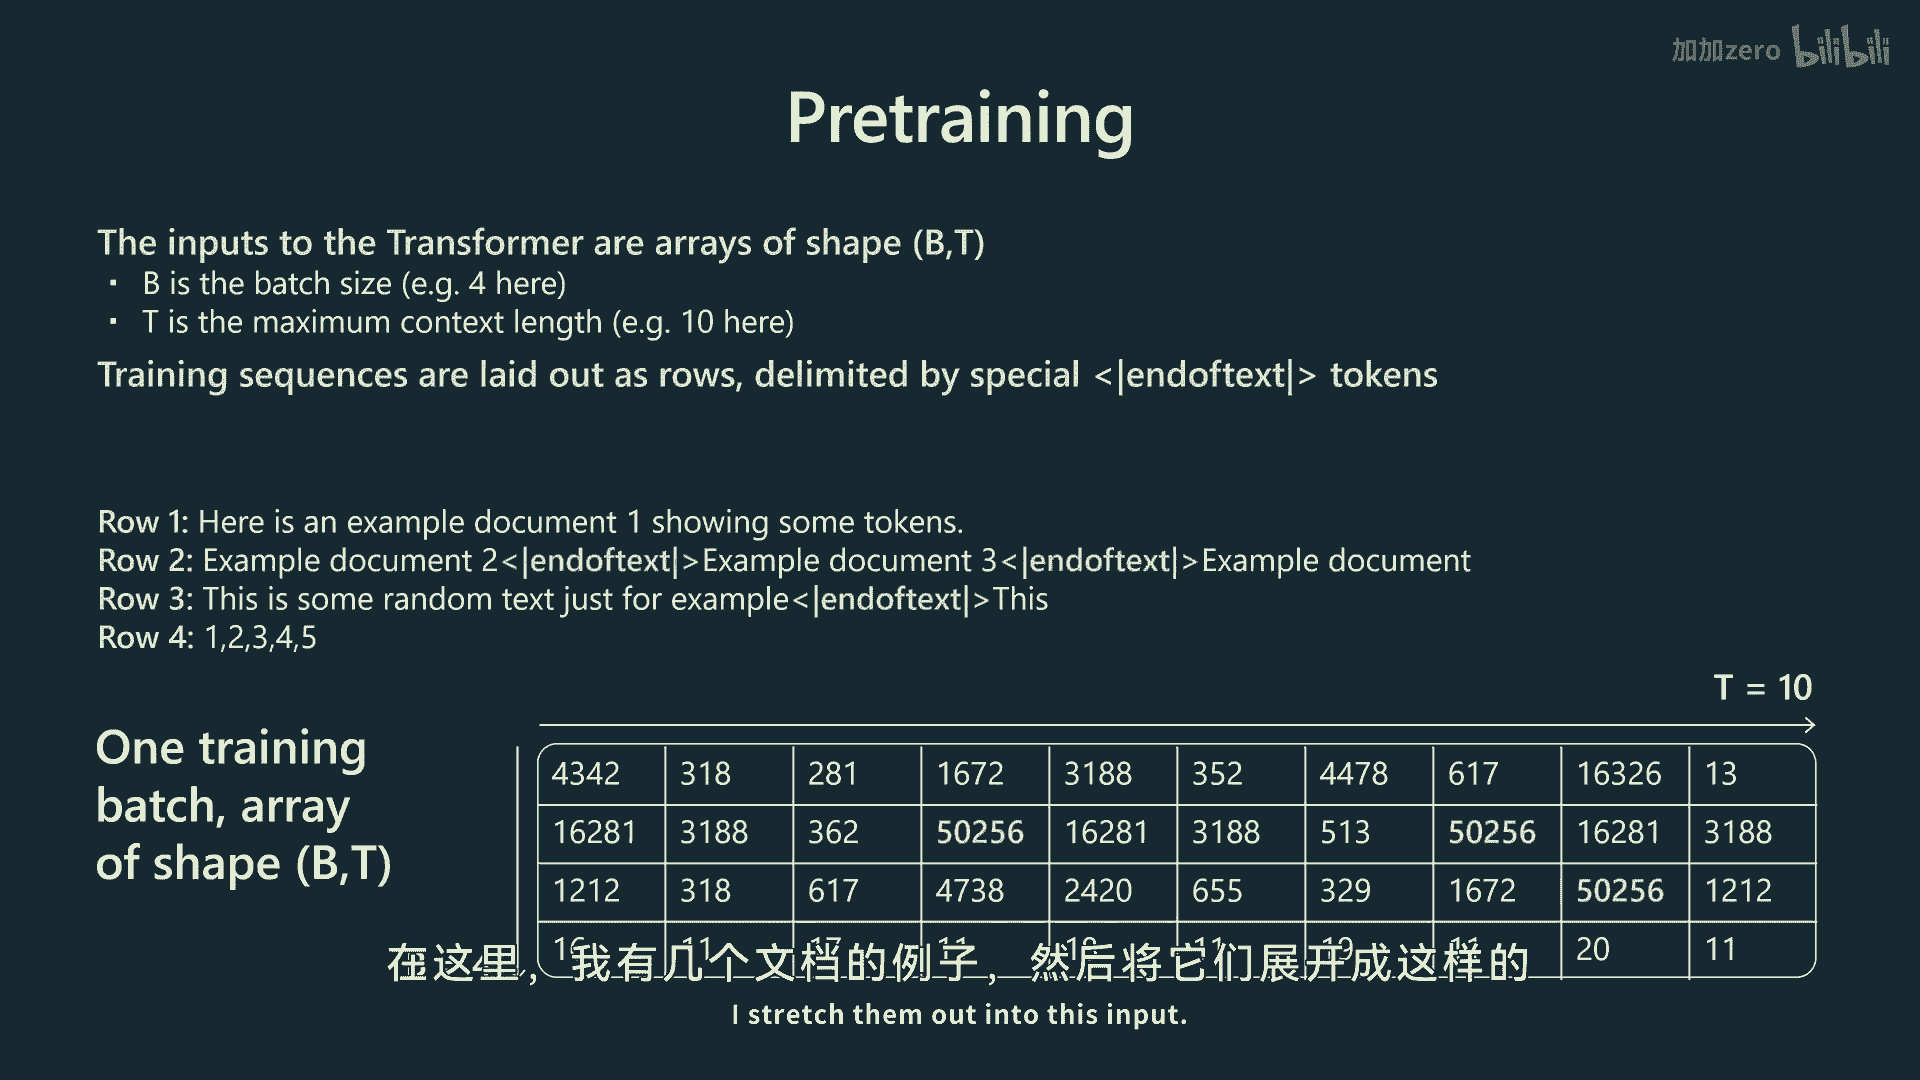 加加zero bilibili
Pretraining
The inputs to the Transformer are arrays of shape (B,T)
▪ B is the batch size (e.g. 4 here)
▪ T is the maximum context length (e.g. 10 here)
Training sequences are laid out as rows, delimited by special <|endoftext|> tokens
Row 1: Here is an example document 1 showing some tokens.
Row 2: Example document 2<|endoftext|>Example document 3<|endoftext|>Example document
Row 3: This is some random text just for example<|endoftext|>This
Row 4: 1,2,3,4,5
T = 10
One training
batch, array
of shape (B,T)
4342 318 281 1672 3188 352 4478 617 16326 13
16281 3188 362 50256 16281 3188 513 50256 16281 3188
1212 318 617 4738 2420 655 329 1672 50256 1212
16 11 17 11 18 11 19 11 20 11
在这里，我有几个文档的例子，然后将它们展开成这样的
I stretch them out into this input.